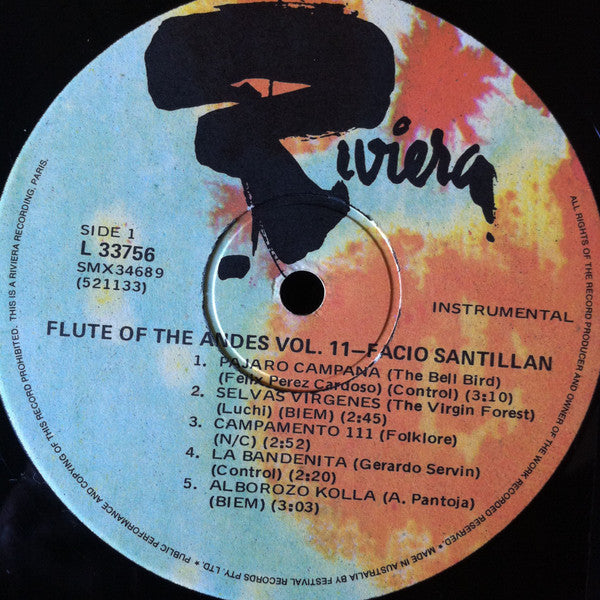 Riviera
SIDE 1
L 33756
SMX34689
(521133)
INSTRUMENTAL
FLUTE OF THE ANDES VOL. 11—FACIO SANTILLAN
1. PAJARO CAMPANA (The Bell Bird)
(Felix Perez Cardoso) (Control) (3:10)
2. SELVAS VIRGENES (The Virgin Forest)
(Luchi) (BIEM) (2:45)
3. CAMPAMENTO 111 (Folklore)
(N/C) (2:52)
4. LA BANDENITA (Gerardo Servin)
(Control) (2:20)
5. ALBOROZO KOLLA (A. Pantoja)
(BIEM) (3:03)
ALL RIGHTS OF THE RECORD PRODUCER AND OWNER OF THE WORK RECORDED RESERVED. ★ MADE IN AUSTRALIA BY FESTIVAL RECORDS PTY. LTD. ★ PUBLIC PERFORMANCE AND COPYING OF THIS RECORD PROHIBITED. THIS IS A RIVIERA RECORDING, PARIS.